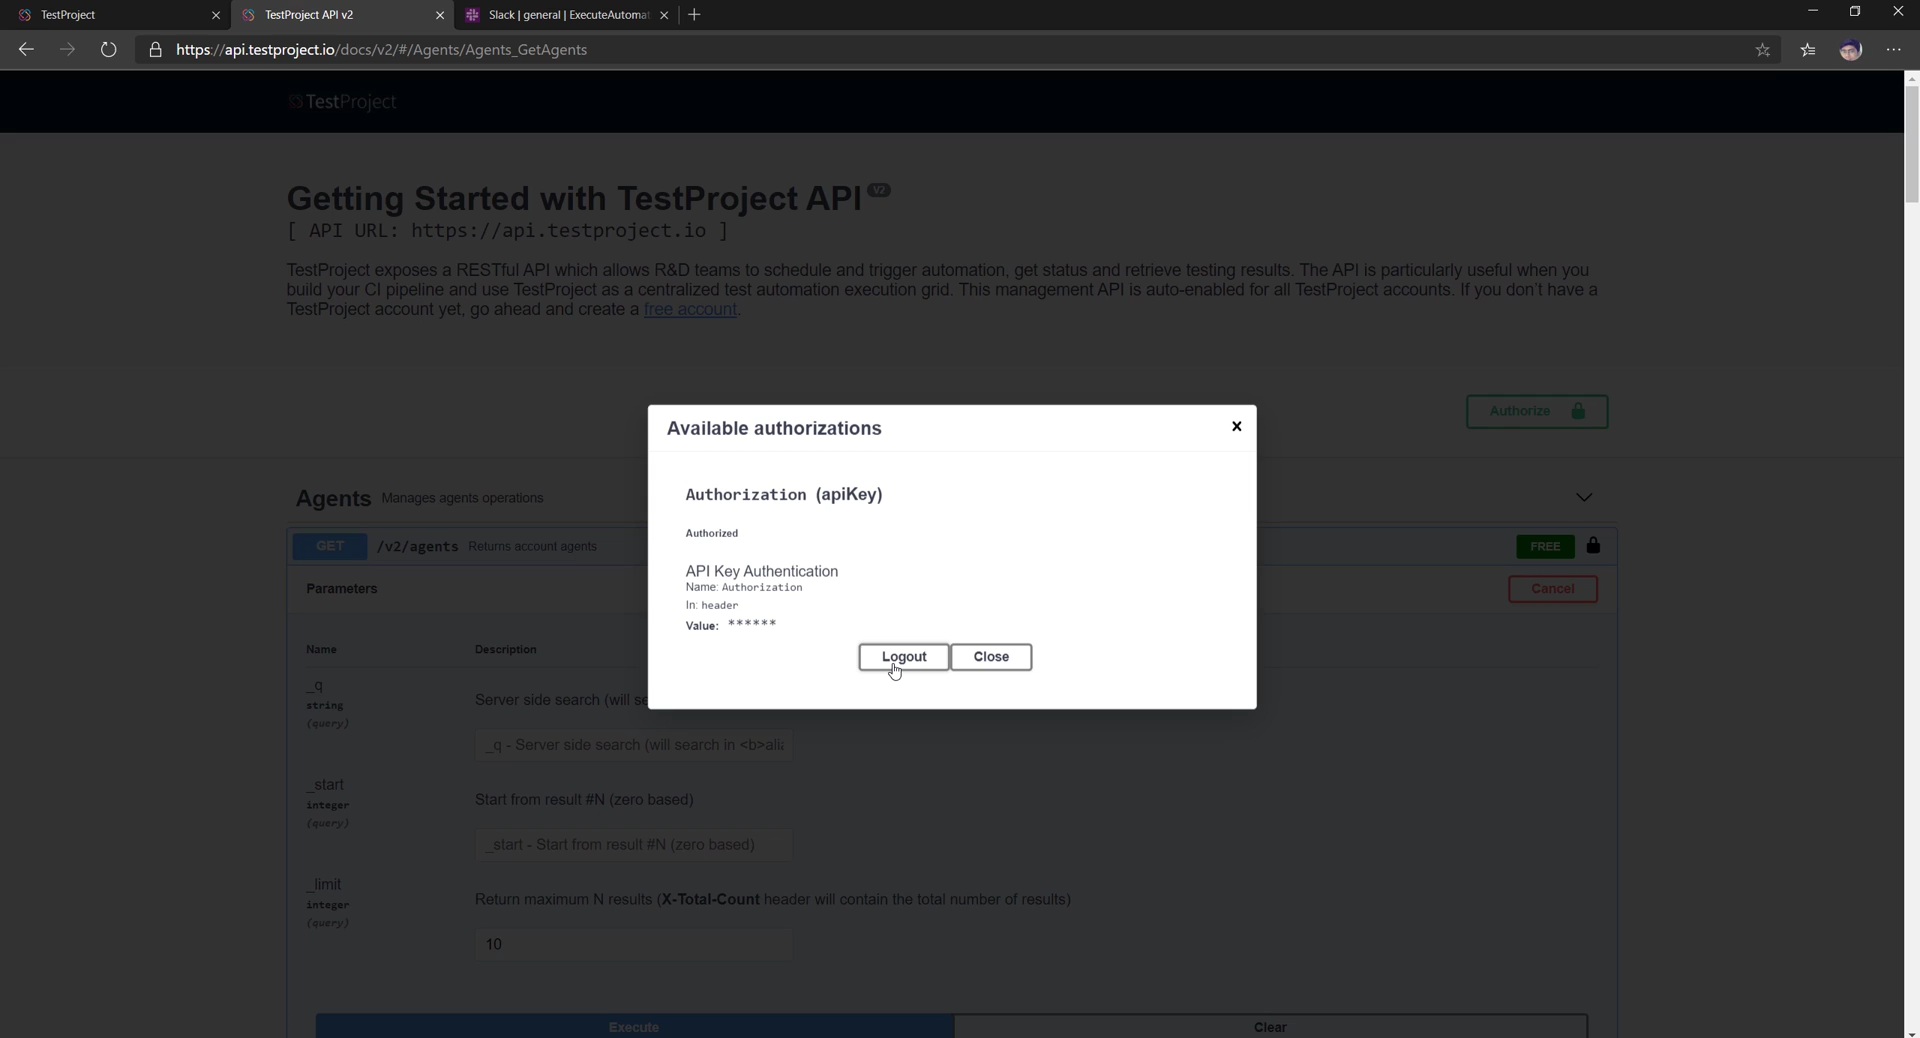 TestProject
TestProject API v2
Slack | general | ExecuteAutomat
https://api.testproject.io/docs/v2/#/Agents/Agents_GetAgents
TestProject
Getting Started with TestProject API V2
[ API URL: https://api.testproject.io ]
TestProject exposes a RESTful API which allows R&D teams to schedule and trigger automation, get status and retrieve testing results. The API is particularly useful when you
build your CI pipeline and use TestProject as a centralized test automation execution grid. This management API is auto-enabled for all TestProject accounts. If you don't have a
TestProject account yet, go ahead and create a free account.
Authorize
Available authorizations
Authorization (apiKey)
Authorized
API Key Authentication
Name: Authorization
In: header
Value: ******
Logout Close
Agents Manages agents operations
GET /v2/agents Returns account agents FREE
Parameters Cancel
Name Description
_q
string
(query)
Server side search (will se
_q - Server side search (will search in <b>alia
_start
integer
(query)
Start from result #N (zero based)
_start - Start from result #N (zero based)
_limit
integer
(query)
Return maximum N results (X-Total-Count header will contain the total number of results)
10
Execute Clear